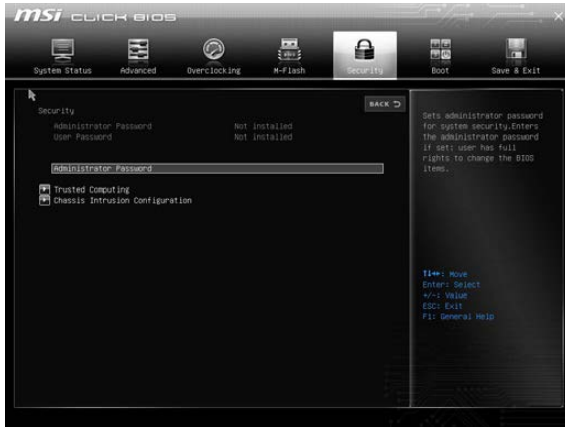 msi CLICK BIOS
System Status
Advanced
Overclocking
M-Flash
Security
Boot
Save & Exit
BACK
Security
Administrator Password Not installed
User Password Not installed
Administrator Password
Trusted Computing
Chassis Intrusion Configuration
Sets administrator password
for system security.Enters
the administrator password
if set; user has full
rights to change the BIOS
items.
↑↓←→: Move
Enter: Select
+/-: Value
ESC: Exit
F1: General Help